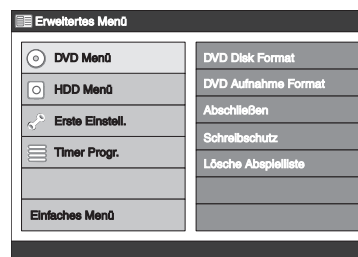 Erweitertes Menü
DVD Menü
HDD Menü
Erste Einstell.
Timer Progr.
Einfaches Menü
DVD Disk Format
DVD Aufnahme Format
Abschließen
Schreibschutz
Lösche Abspielliste